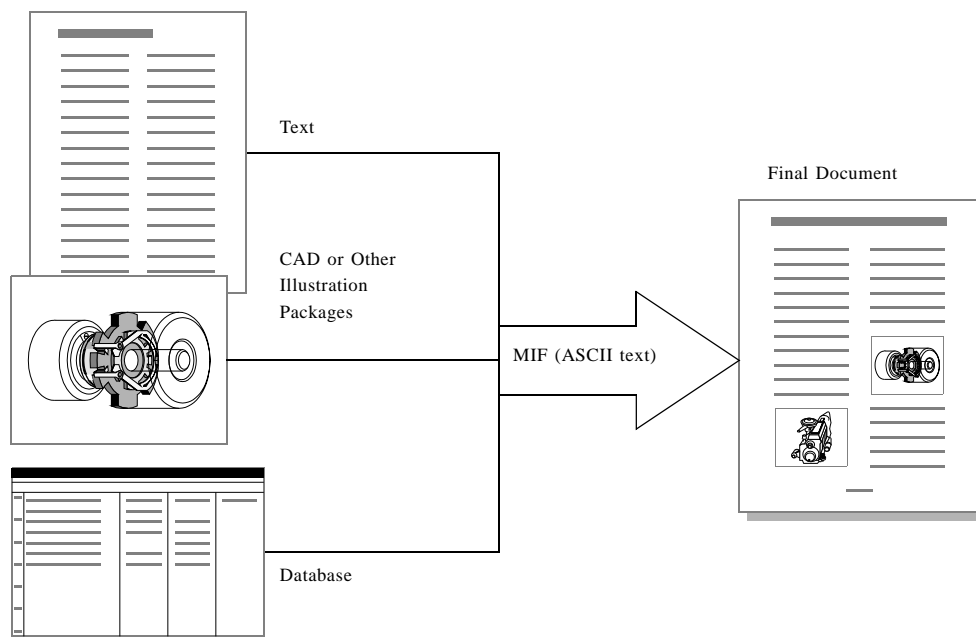 Text
Final Document
CAD or Other
Illustration
Packages
MIF (ASCII text)
Database